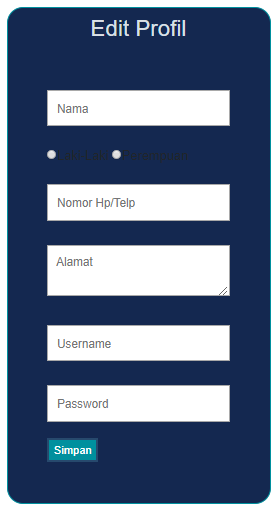 Edit Profil
Nama
Nomor Hp/Telp
Alamat
Username
Password
Simpan